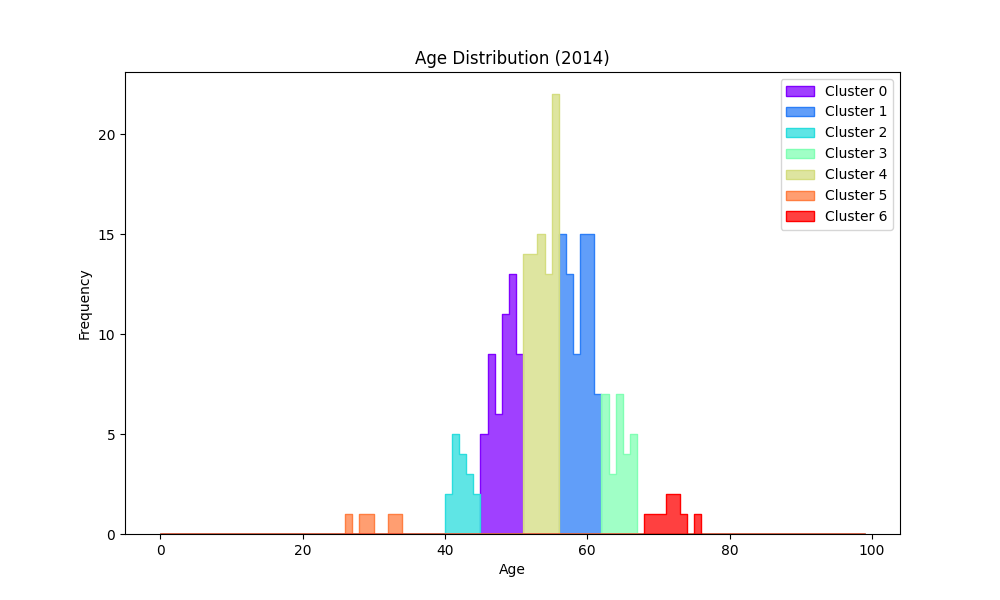 Age Distribution (2014)
Cluster 0
Cluster 1
Cluster 2
Cluster 3
Cluster 4
Cluster 5
Cluster 6
Frequency
20
15
10
5
0
0 20 40 60 80 100
Age